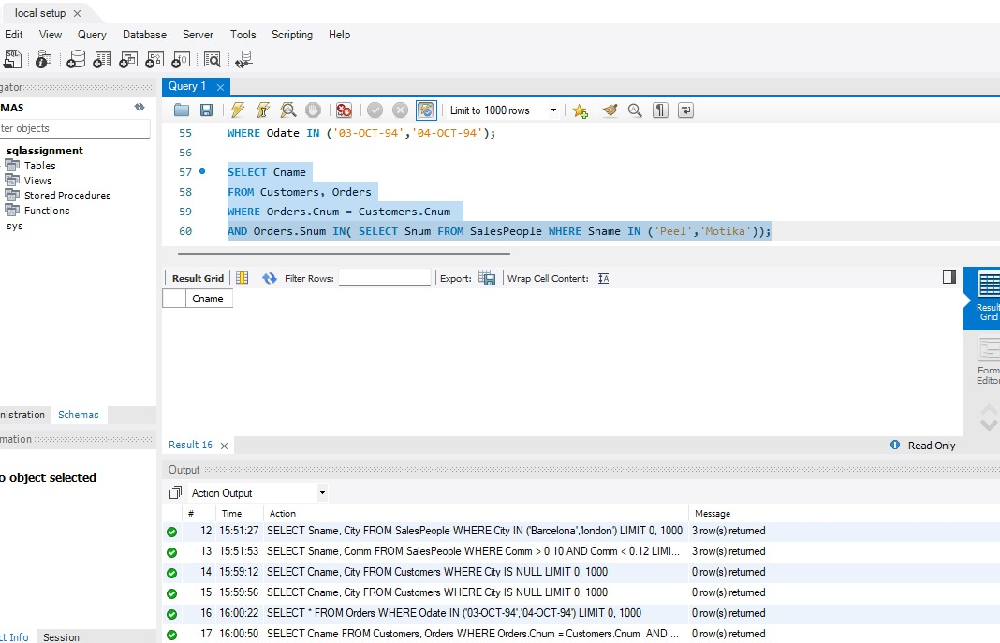 local setup
Edit View Query Database Server Tools Scripting Help
gator
Query 1
MAS
Limit to 1000 rows
ter objects
55 WHERE Odate IN ('03-OCT-94','04-OCT-94');
56
sqlassignment
Tables
57 SELECT Cname
Views
58 FROM Customers, Orders
Stored Procedures
Functions
59 WHERE Orders.Cnum = Customers.Cnum
sys
60 AND Orders.Snum IN( SELECT Snum FROM SalesPeople WHERE Sname IN ('Peel','Motika'));
Result Grid Filter Rows: Export: Wrap Cell Content: IA
Cname
Result
Grid
Form
Editor
nistration Schemas
mation
Result 16 Read Only
Output
o object selected
Action Output
# Time Action Message
12 15:51:27 SELECT Sname, City FROM SalesPeople WHERE City IN ('Barcelona','london') LIMIT 0, 1000 3 row(s) returned
13 15:51:53 SELECT Sname, Comm FROM SalesPeople WHERE Comm > 0.10 AND Comm < 0.12 LIMI... 3 row(s) returned
14 15:59:12 SELECT Cname, City FROM Customers WHERE City IS NULL LIMIT 0, 1000 0 row(s) returned
15 15:59:56 SELECT Cname, City FROM Customers WHERE City IS NULL LIMIT 0, 1000 0 row(s) returned
16 16:00:22 SELECT * FROM Orders WHERE Odate IN ('03-OCT-94','04-OCT-94') LIMIT 0, 1000 0 row(s) returned
17 16:00:50 SELECT Cname FROM Customers, Orders WHERE Orders.Cnum = Customers.Cnum AND ... 0 row(s) returned
ct Info Session